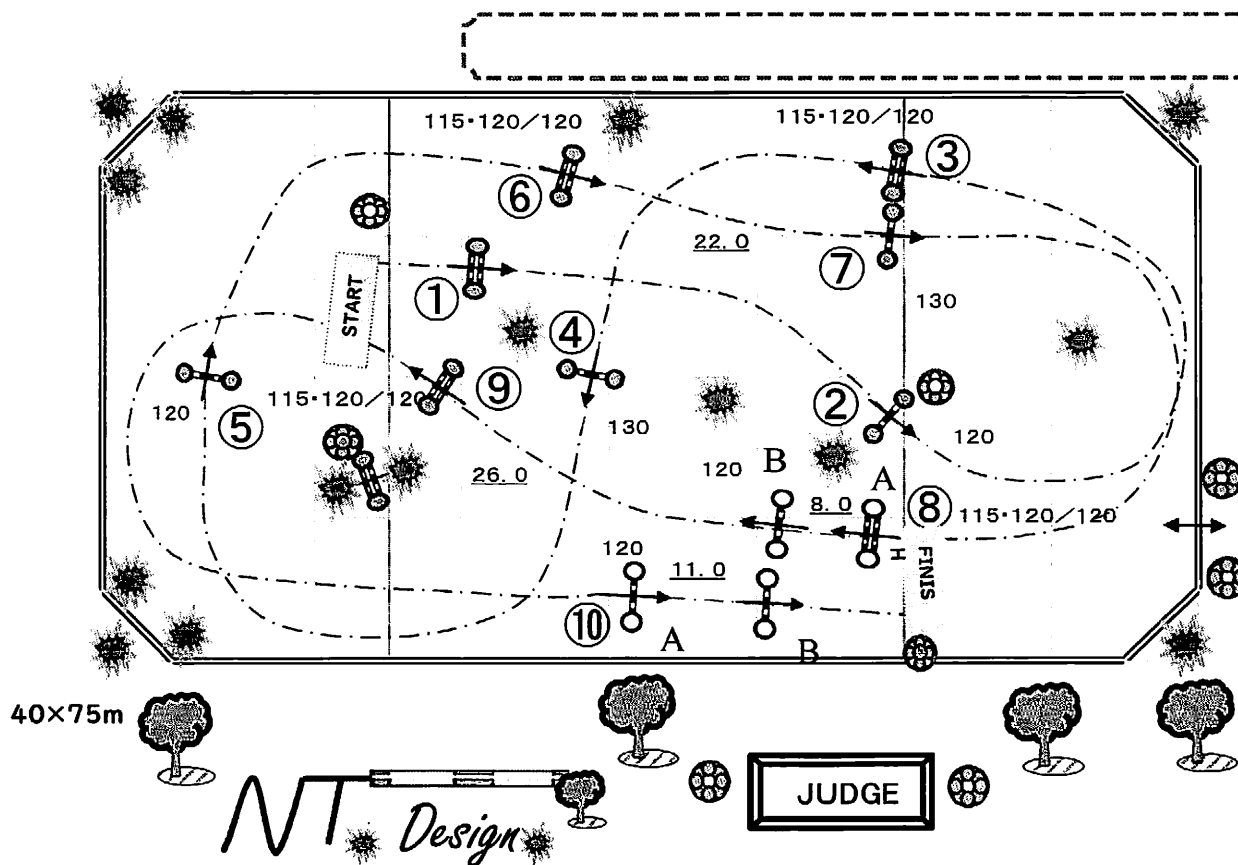 115・120/120
115・120/120
③
⑥
22.0
⑦
①
START
130
④
⑨
②
115・120/120
120
⑤
130
120
120
B
A
⑧
26.0
8.0
115・120/120
H
FINIS
120
11.0
⑩
A
B
40×75m
JUDGE
NT
Design